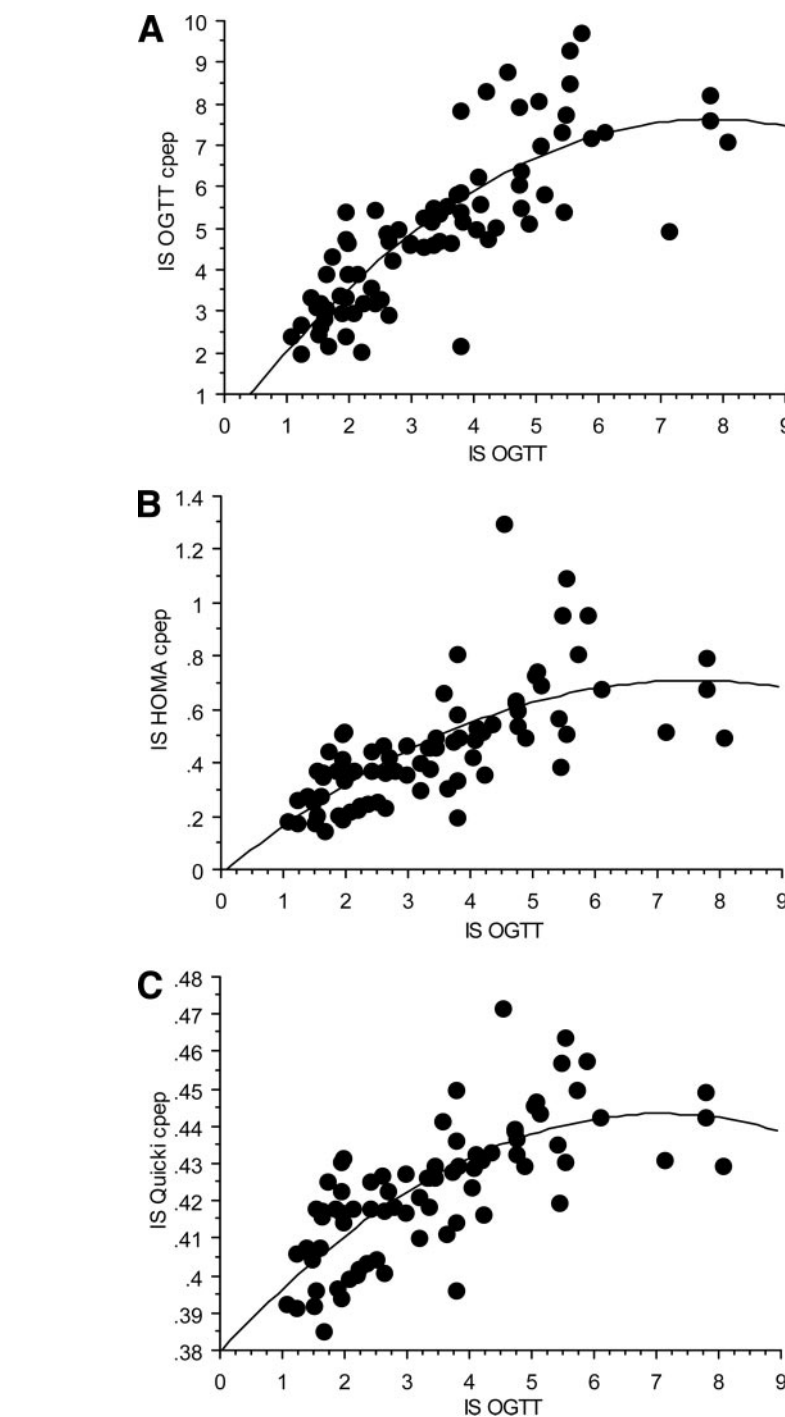 A
10
9
8
7
6
5
4
3
2
1
IS OGTT cpep
0 1 2 3 4 5 6 7 8 9
IS OGTT
B
1.4
1.2
1
.8
.6
.4
.2
0
IS HOMA cpep
0 1 2 3 4 5 6 7 8 9
IS OGTT
C
.48
.47
.46
.45
.44
.43
.42
.41
.4
.39
.38
IS Quicki cpep
0 1 2 3 4 5 6 7 8 9
IS OGTT